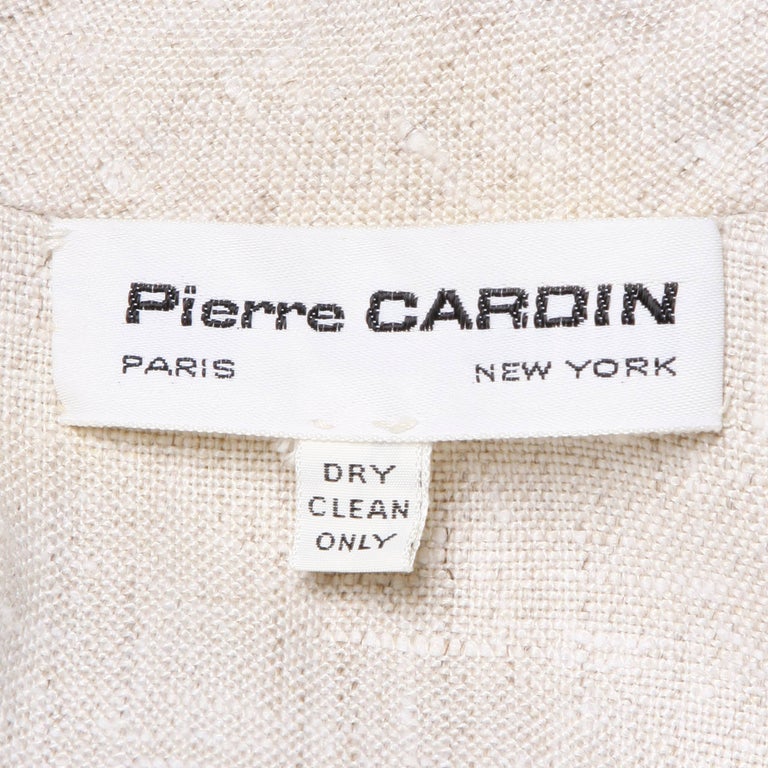 Pierre CARDIN
PARIS NEW YORK
DRY
CLEAN
ONLY